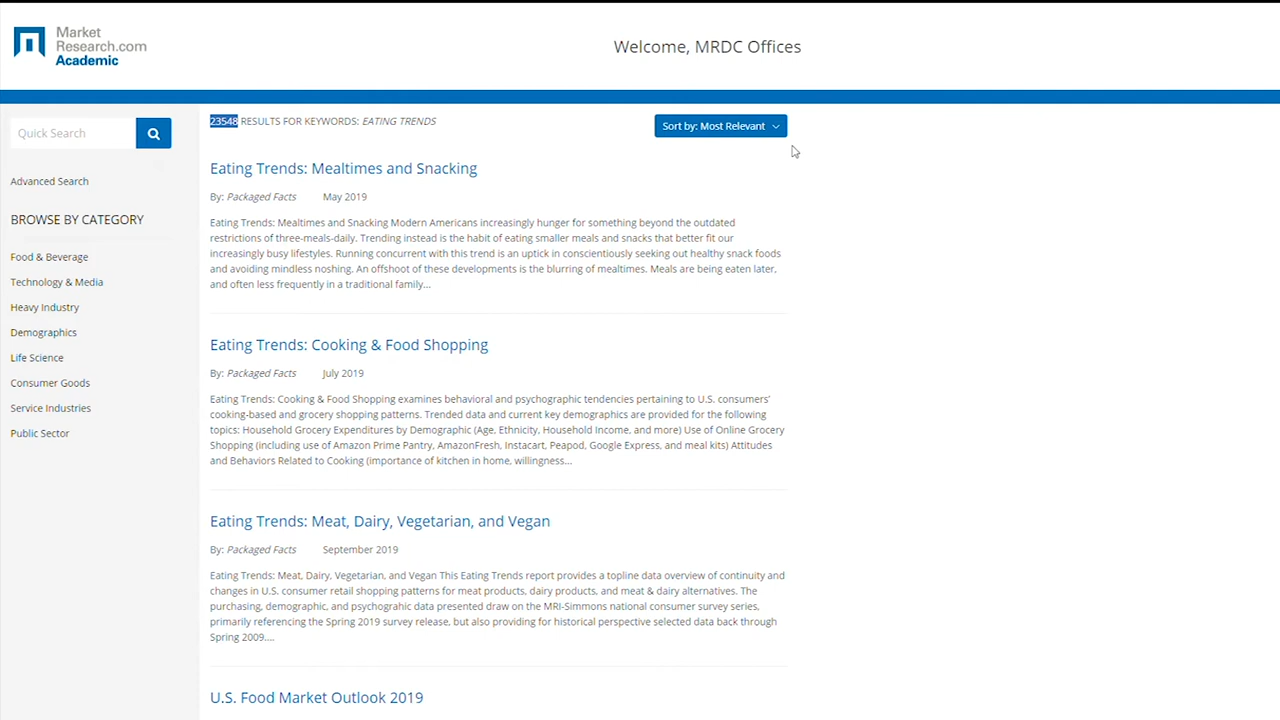 Market
Research.com
Academic
Welcome, MRDC Offices
Quick Search
Advanced Search
BROWSE BY CATEGORY
Food & Beverage
Technology & Media
Heavy Industry
Demographics
Life Science
Consumer Goods
Service Industries
Public Sector
23548 RESULTS FOR KEYWORDS: EATING TRENDS
Sort by: Most Relevant
Eating Trends: Mealtimes and Snacking
By: Packaged Facts May 2019
Eating Trends: Mealtimes and Snacking Modern Americans increasingly hunger for something beyond the outdated
restrictions of three-meals-daily. Trending instead is the habit of eating smaller meals and snacks that better fit our
increasingly busy lifestyles. Running concurrent with this trend is an uptick in conscientiously seeking out healthy snack foods
and avoiding mindless noshing. An offshoot of these developments is the blurring of mealtimes. Meals are being eaten later,
and often less frequently in a traditional family...
Eating Trends: Cooking & Food Shopping
By: Packaged Facts July 2019
Eating Trends: Cooking & Food Shopping examines behavioral and psychographic tendencies pertaining to U.S. consumers'
cooking-based and grocery shopping patterns. Trended data and current key demographics are provided for the following
topics: Household Grocery Expenditures by Demographic (Age, Ethnicity, Household Income, and more) Use of Online Grocery
Shopping (including use of Amazon Prime Pantry, AmazonFresh, Instacart, Peapod, Google Express, and meal kits) Attitudes
and Behaviors Related to Cooking (importance of kitchen in home, willingness...
Eating Trends: Meat, Dairy, Vegetarian, and Vegan
By: Packaged Facts September 2019
Eating Trends: Meat, Dairy, Vegetarian, and Vegan This Eating Trends report provides a topline data overview of continuity and
changes in U.S. consumer retail shopping patterns for meat products, dairy products, and meat & dairy alternatives. The
purchasing, demographic, and psychograhic data presented draw on the MRI-Simmons national consumer survey series,
primarily referencing the Spring 2019 survey release, but also providing for historical perspective selected data back through
Spring 2009....
U.S. Food Market Outlook 2019